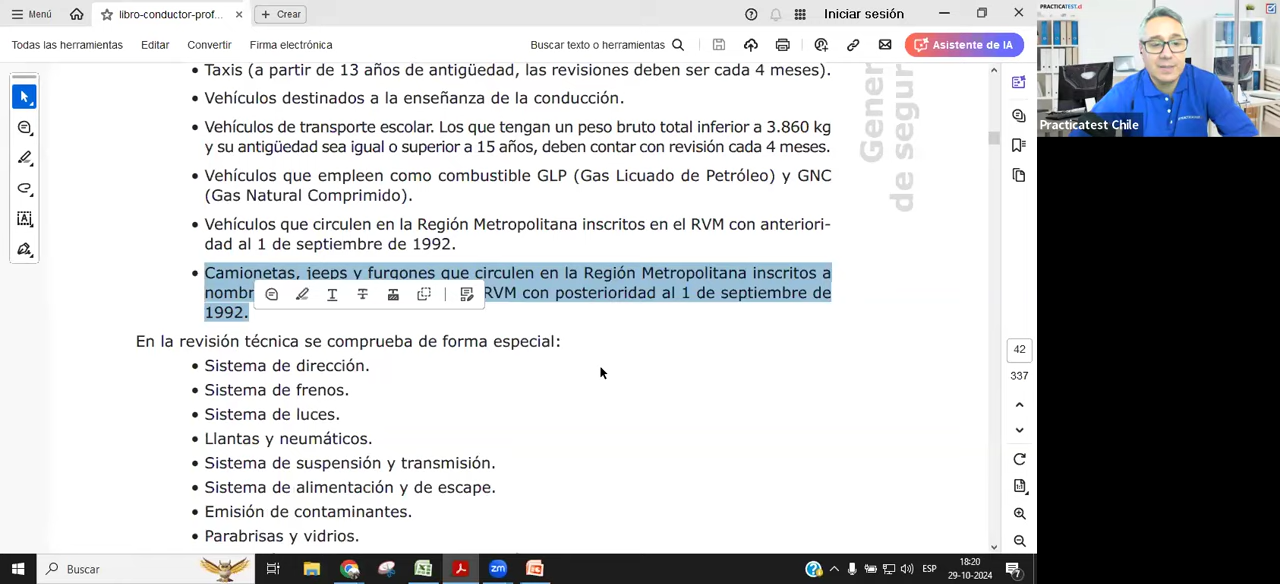 Menú
libro-conductor-prof...
Crear
Iniciar sesión
Todas las herramientas
Editar
Convertir
Firma electrónica
Buscar texto o herramientas
Asistente de IA
• Taxis (a partir de 13 años de antigüedad, las revisiones deben ser cada 4 meses).
• Vehículos destinados a la enseñanza de la conducción.
• Vehículos de transporte escolar. Los que tengan un peso bruto total inferior a 3.860 kg
y su antigüedad sea igual o superior a 15 años, deben contar con revisión cada 4 meses.
• Vehículos que empleen como combustible GLP (Gas Licuado de Petróleo) y GNC
(Gas Natural Comprimido).
• Vehículos que circulen en la Región Metropolitana inscritos en el RVM con anteriori-
dad al 1 de septiembre de 1992.
• Camionetas, jeeps y furgones que circulen en la Región Metropolitana inscritos a
nombr RVM con posterioridad al 1 de septiembre de
1992.
En la revisión técnica se comprueba de forma especial:
• Sistema de dirección.
• Sistema de frenos.
• Sistema de luces.
• Llantas y neumáticos.
• Sistema de suspensión y transmisión.
• Sistema de alimentación y de escape.
• Emisión de contaminantes.
• Parabrisas y vidrios.
Gener
de segur
42
337
PRACTICATEST.cl
Practicatest Chile
Buscar
ESP
18:20
29-10-2024